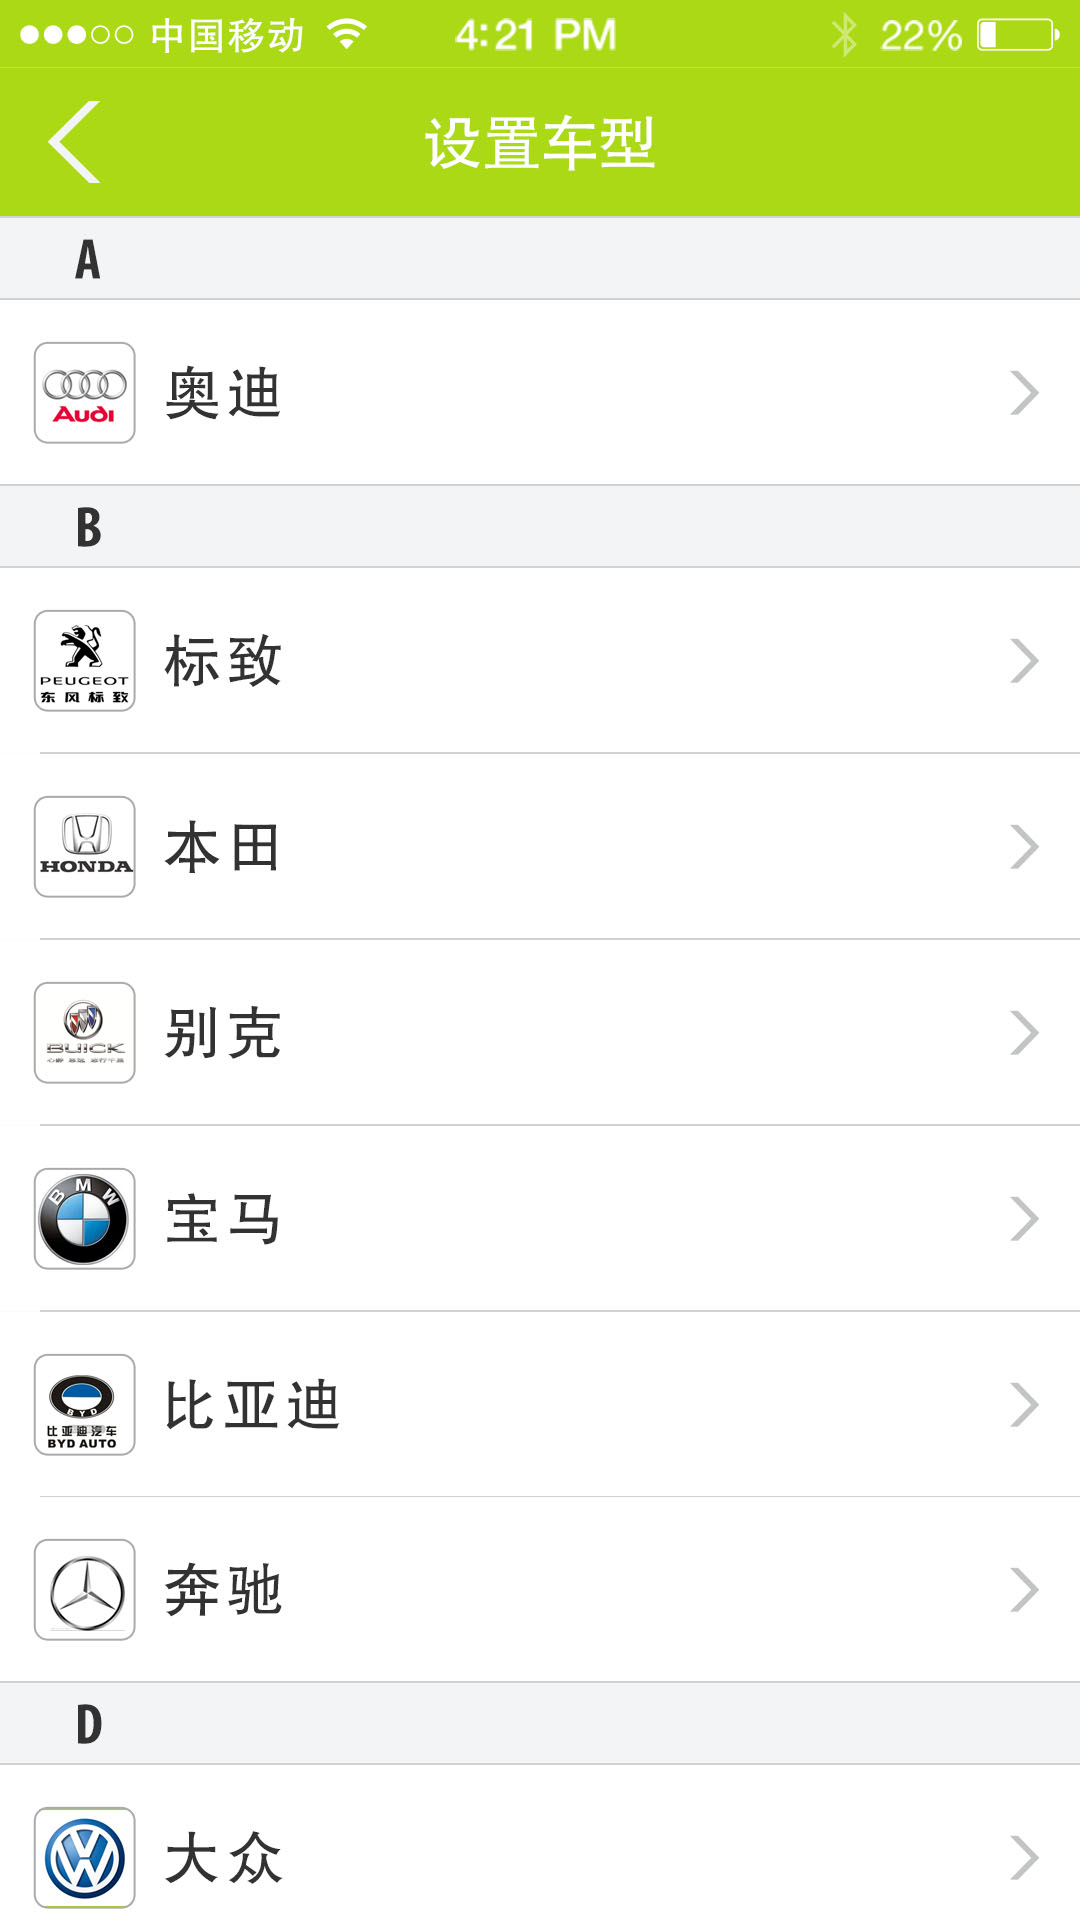 中国移动 4:21 PM 22%
设置车型
A
Audi
奥迪
B
PEUGEOT
东风标致
标致
HONDA
本田
BUICK
别克
BMW
宝马
BYD
比亚迪汽车
BYD AUTO
比亚迪
奔驰
D
大众